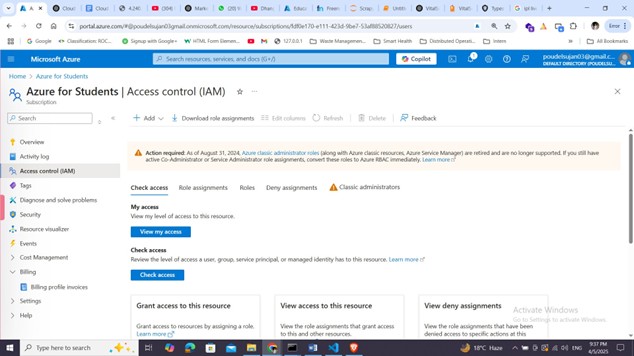 portal.azure.com/#@poudelsujan03gmail.onmicrosoft.com/resource/subscriptions/fdf0e170-e111-423d-9be7-53af88520827/users
Error
Google
Classification: ROC...
Signup with Google
HTML Form Elemen...
127.0.0.1
Waste Management...
Smart Health
Distributed Operati...
Intern
All Bookmarks
Microsoft Azure
Search resources, services, and docs (G+/)
Copilot
poudelsujan03@gmail.c...
DEFAULT DIRECTORY (POUDELSU...
Home > Azure for Students
Azure for Students | Access control (IAM)
Subscription
Search
Add
Download role assignments
Edit columns
Refresh
Delete
Feedback
Overview
Activity log
Access control (IAM)
Tags
Diagnose and solve problems
Security
Resource visualizer
Events
Cost Management
Billing
Billing profile invoices
Settings
Help
Action required: As of August 31, 2024, Azure classic administrator roles (along with Azure classic resources, Azure Service Manager) are retired and are no longer supported. If you still have
active Co-Administrator or Service Administrator role assignments, convert these roles to Azure RBAC immediately. Learn more
Check access
Role assignments
Roles
Deny assignments
Classic administrators
My access
View my level of access to this resource.
View my access
Check access
Review the level of access a user, group, service principal, or managed identity has to this resource. Learn more
Check access
Grant access to this resource
Grant access to resources by assigning a role.
Learn more
View access to this resource
View the role assignments that grant
access to this and other resources.
View deny assignments
View the role assignments that have been
denied access to specific actions at this
Activate Windows
Go to Settings to activate Windows.
Type here to search
18°C Haze
ENG
9:37 PM
4/5/2025